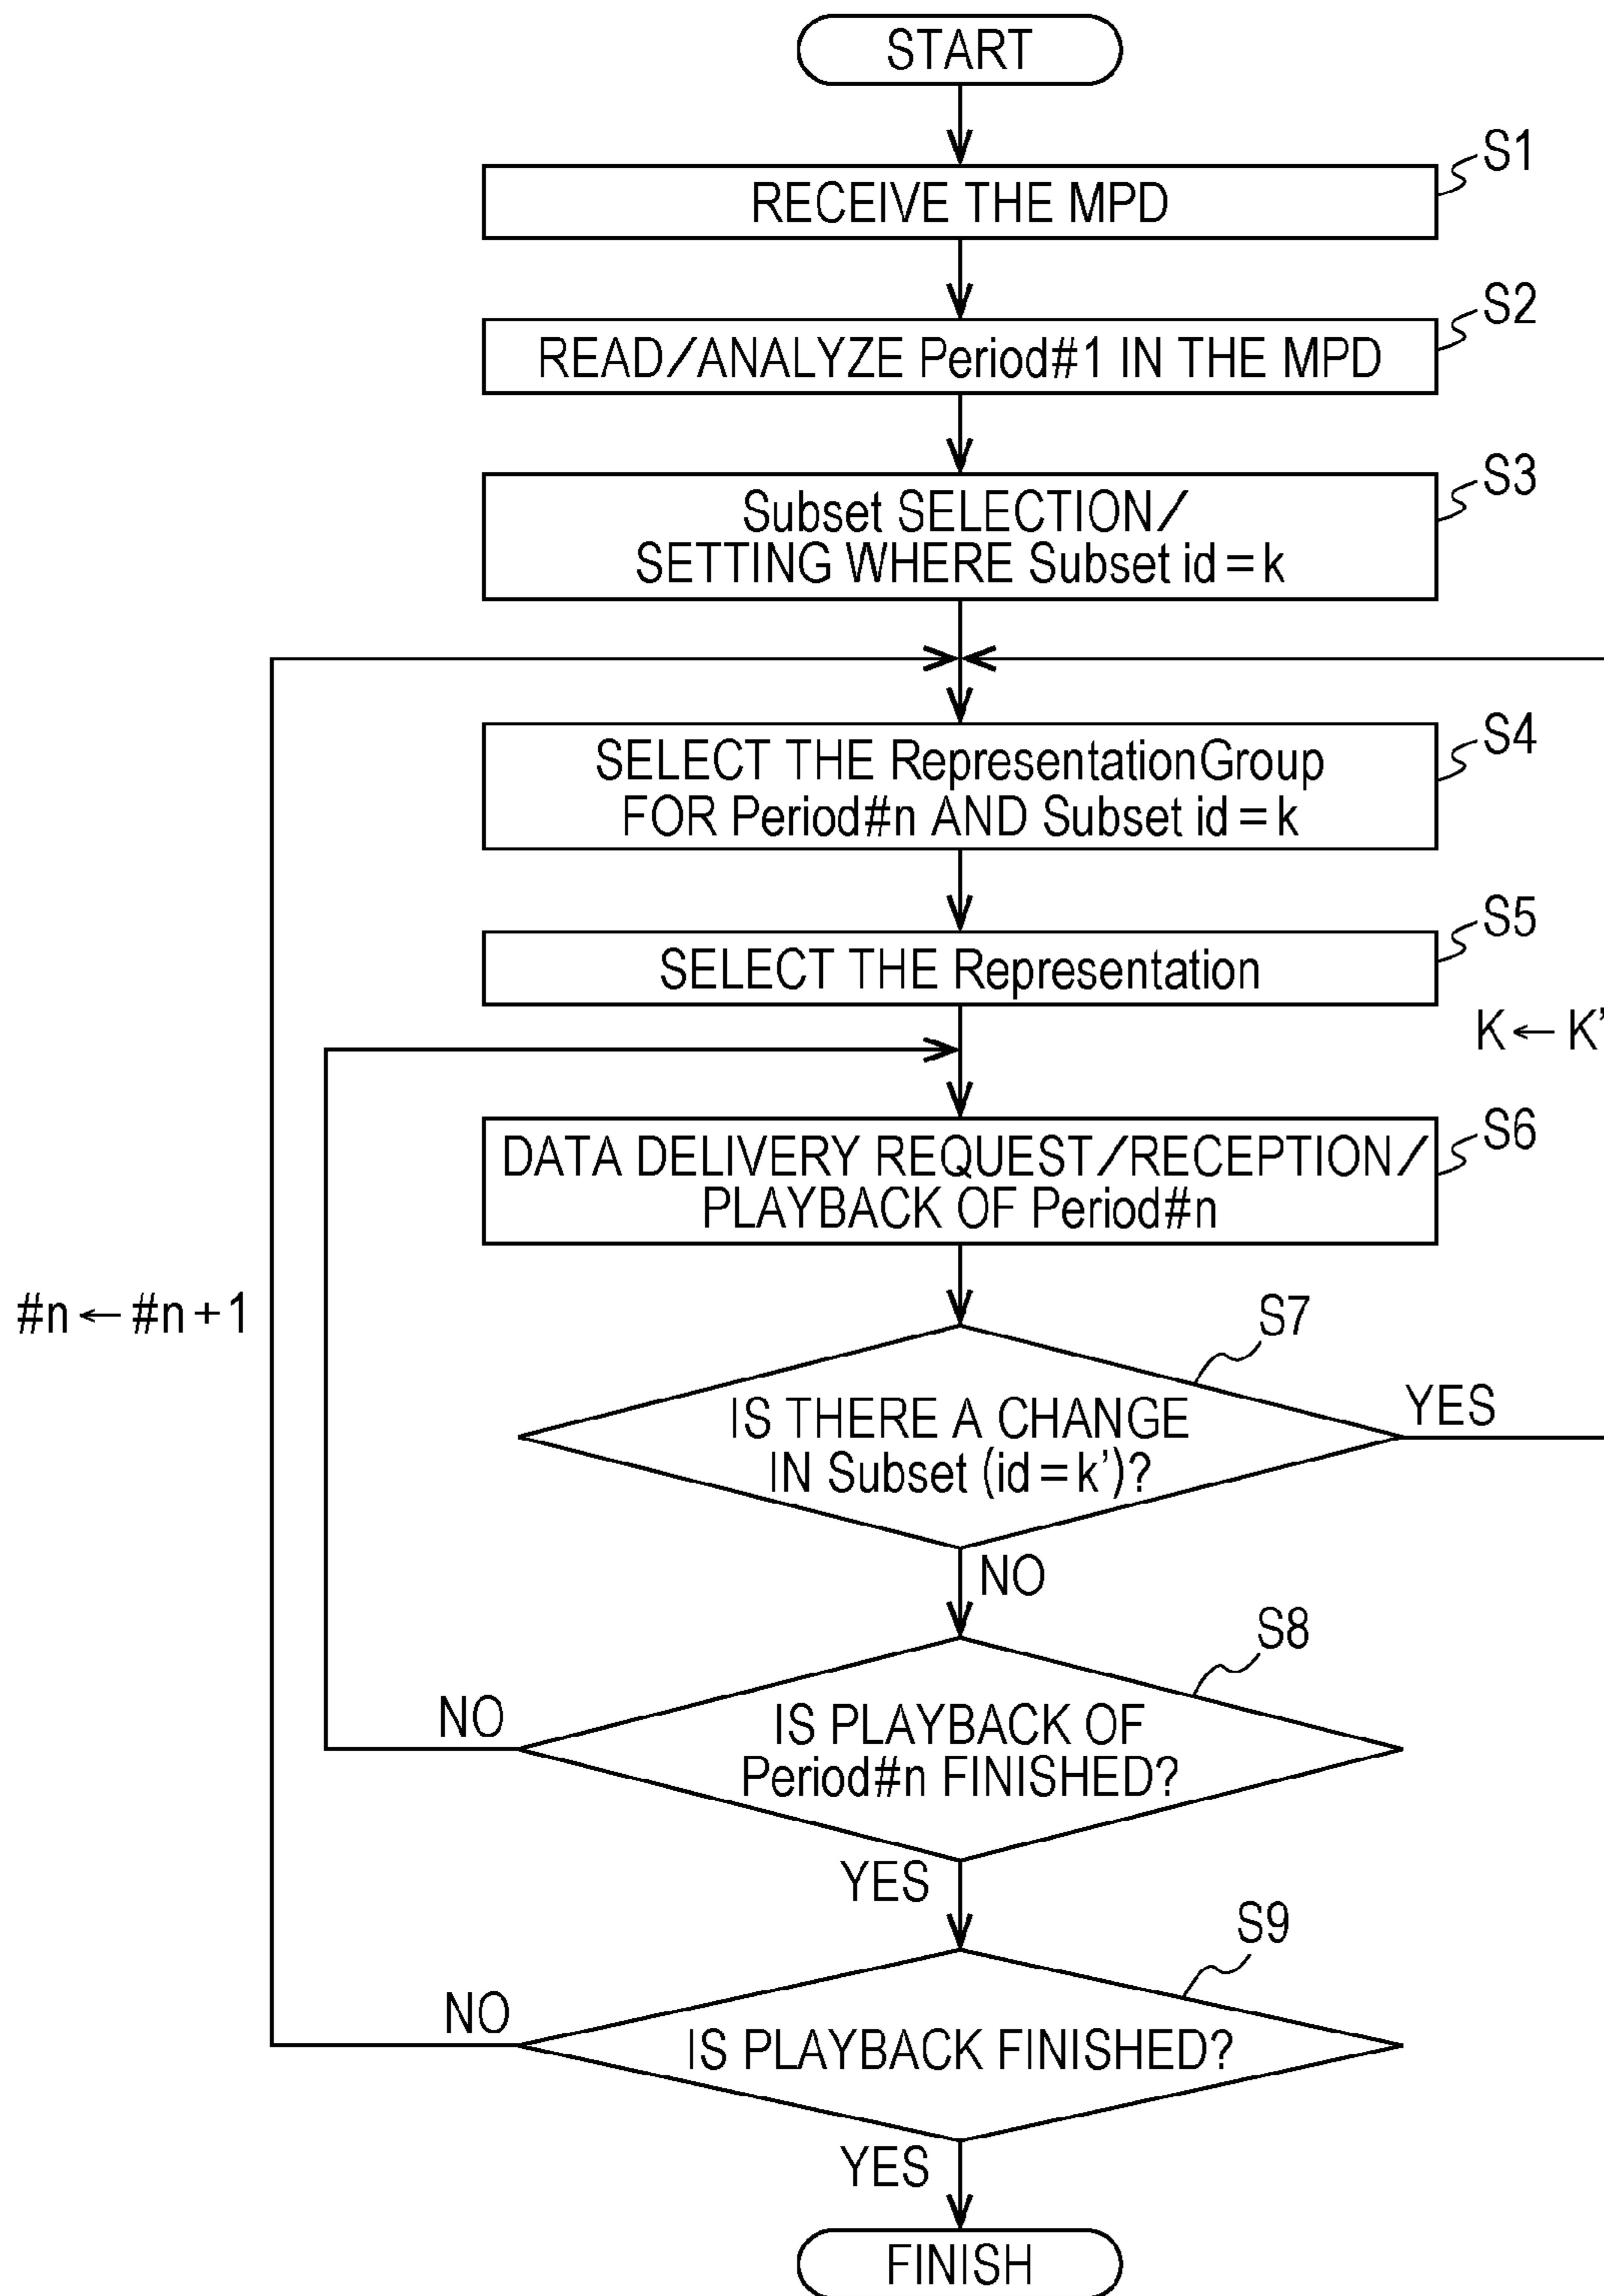 START
S1
RECEIVE THE MPD
S2
READ/ANALYZE Period#1 IN THE MPD
S3
Subset SELECTION/
SETTING WHERE Subset id = k
S4
SELECT THE RepresentationGroup
FOR Period#n AND Subset id = k
S5
SELECT THE Representation
K ← K’
S6
DATA DELIVERY REQUEST/RECEPTION/
PLAYBACK OF Period#n
#n ← #n + 1
S7
IS THERE A CHANGE
IN Subset (id = k’)?
YES
NO
S8
IS PLAYBACK OF
Period#n FINISHED?
NO
YES
S9
IS PLAYBACK FINISHED?
NO
YES
FINISH